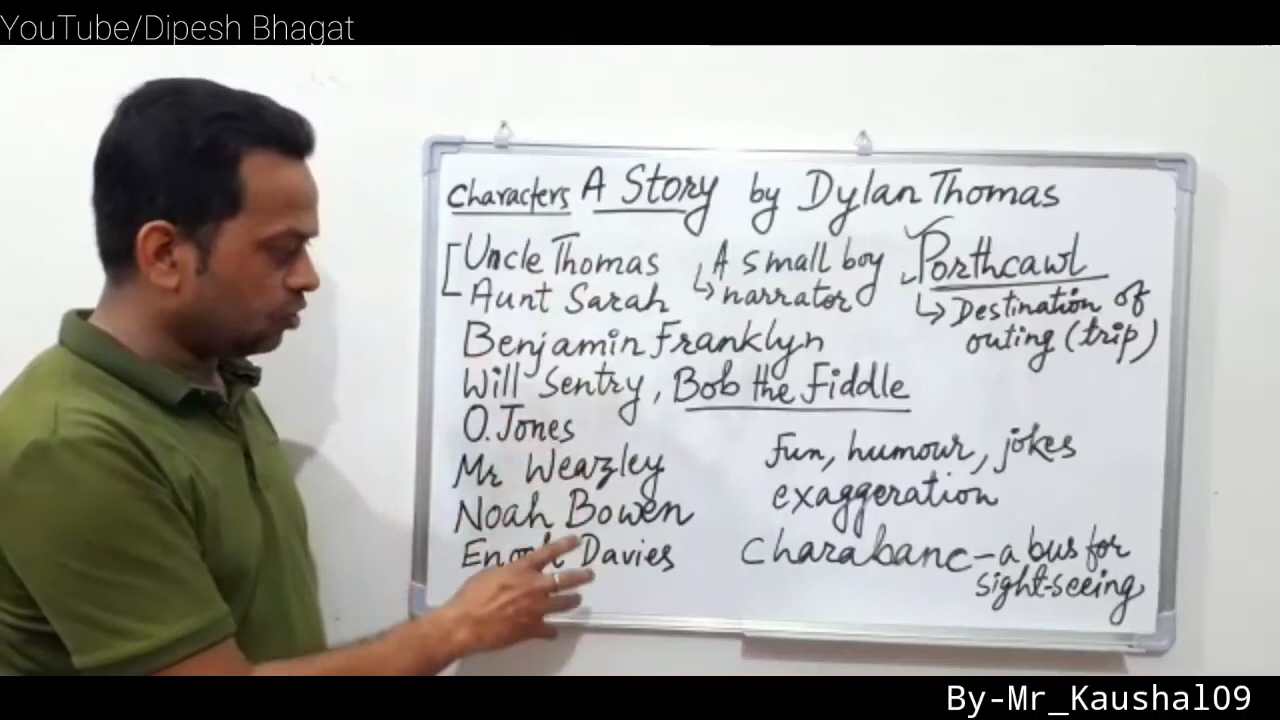 YouTube/Dipesh Bhagat
Characters A Story by Dylan Thomas
Uncle Thomas
Aunt Sarah
A small boy
narrator
Porthcawl
Destination of
outing (trip)
Benjamin Franklyn
Will Sentry, Bob the Fiddle
O. Jones
Mr Weazley
Noah Bowen
Enoch Davies
Fun, humour, jokes
exaggeration
Charabanc - a bus for
sight-seeing
By-Mr_Kaushal09